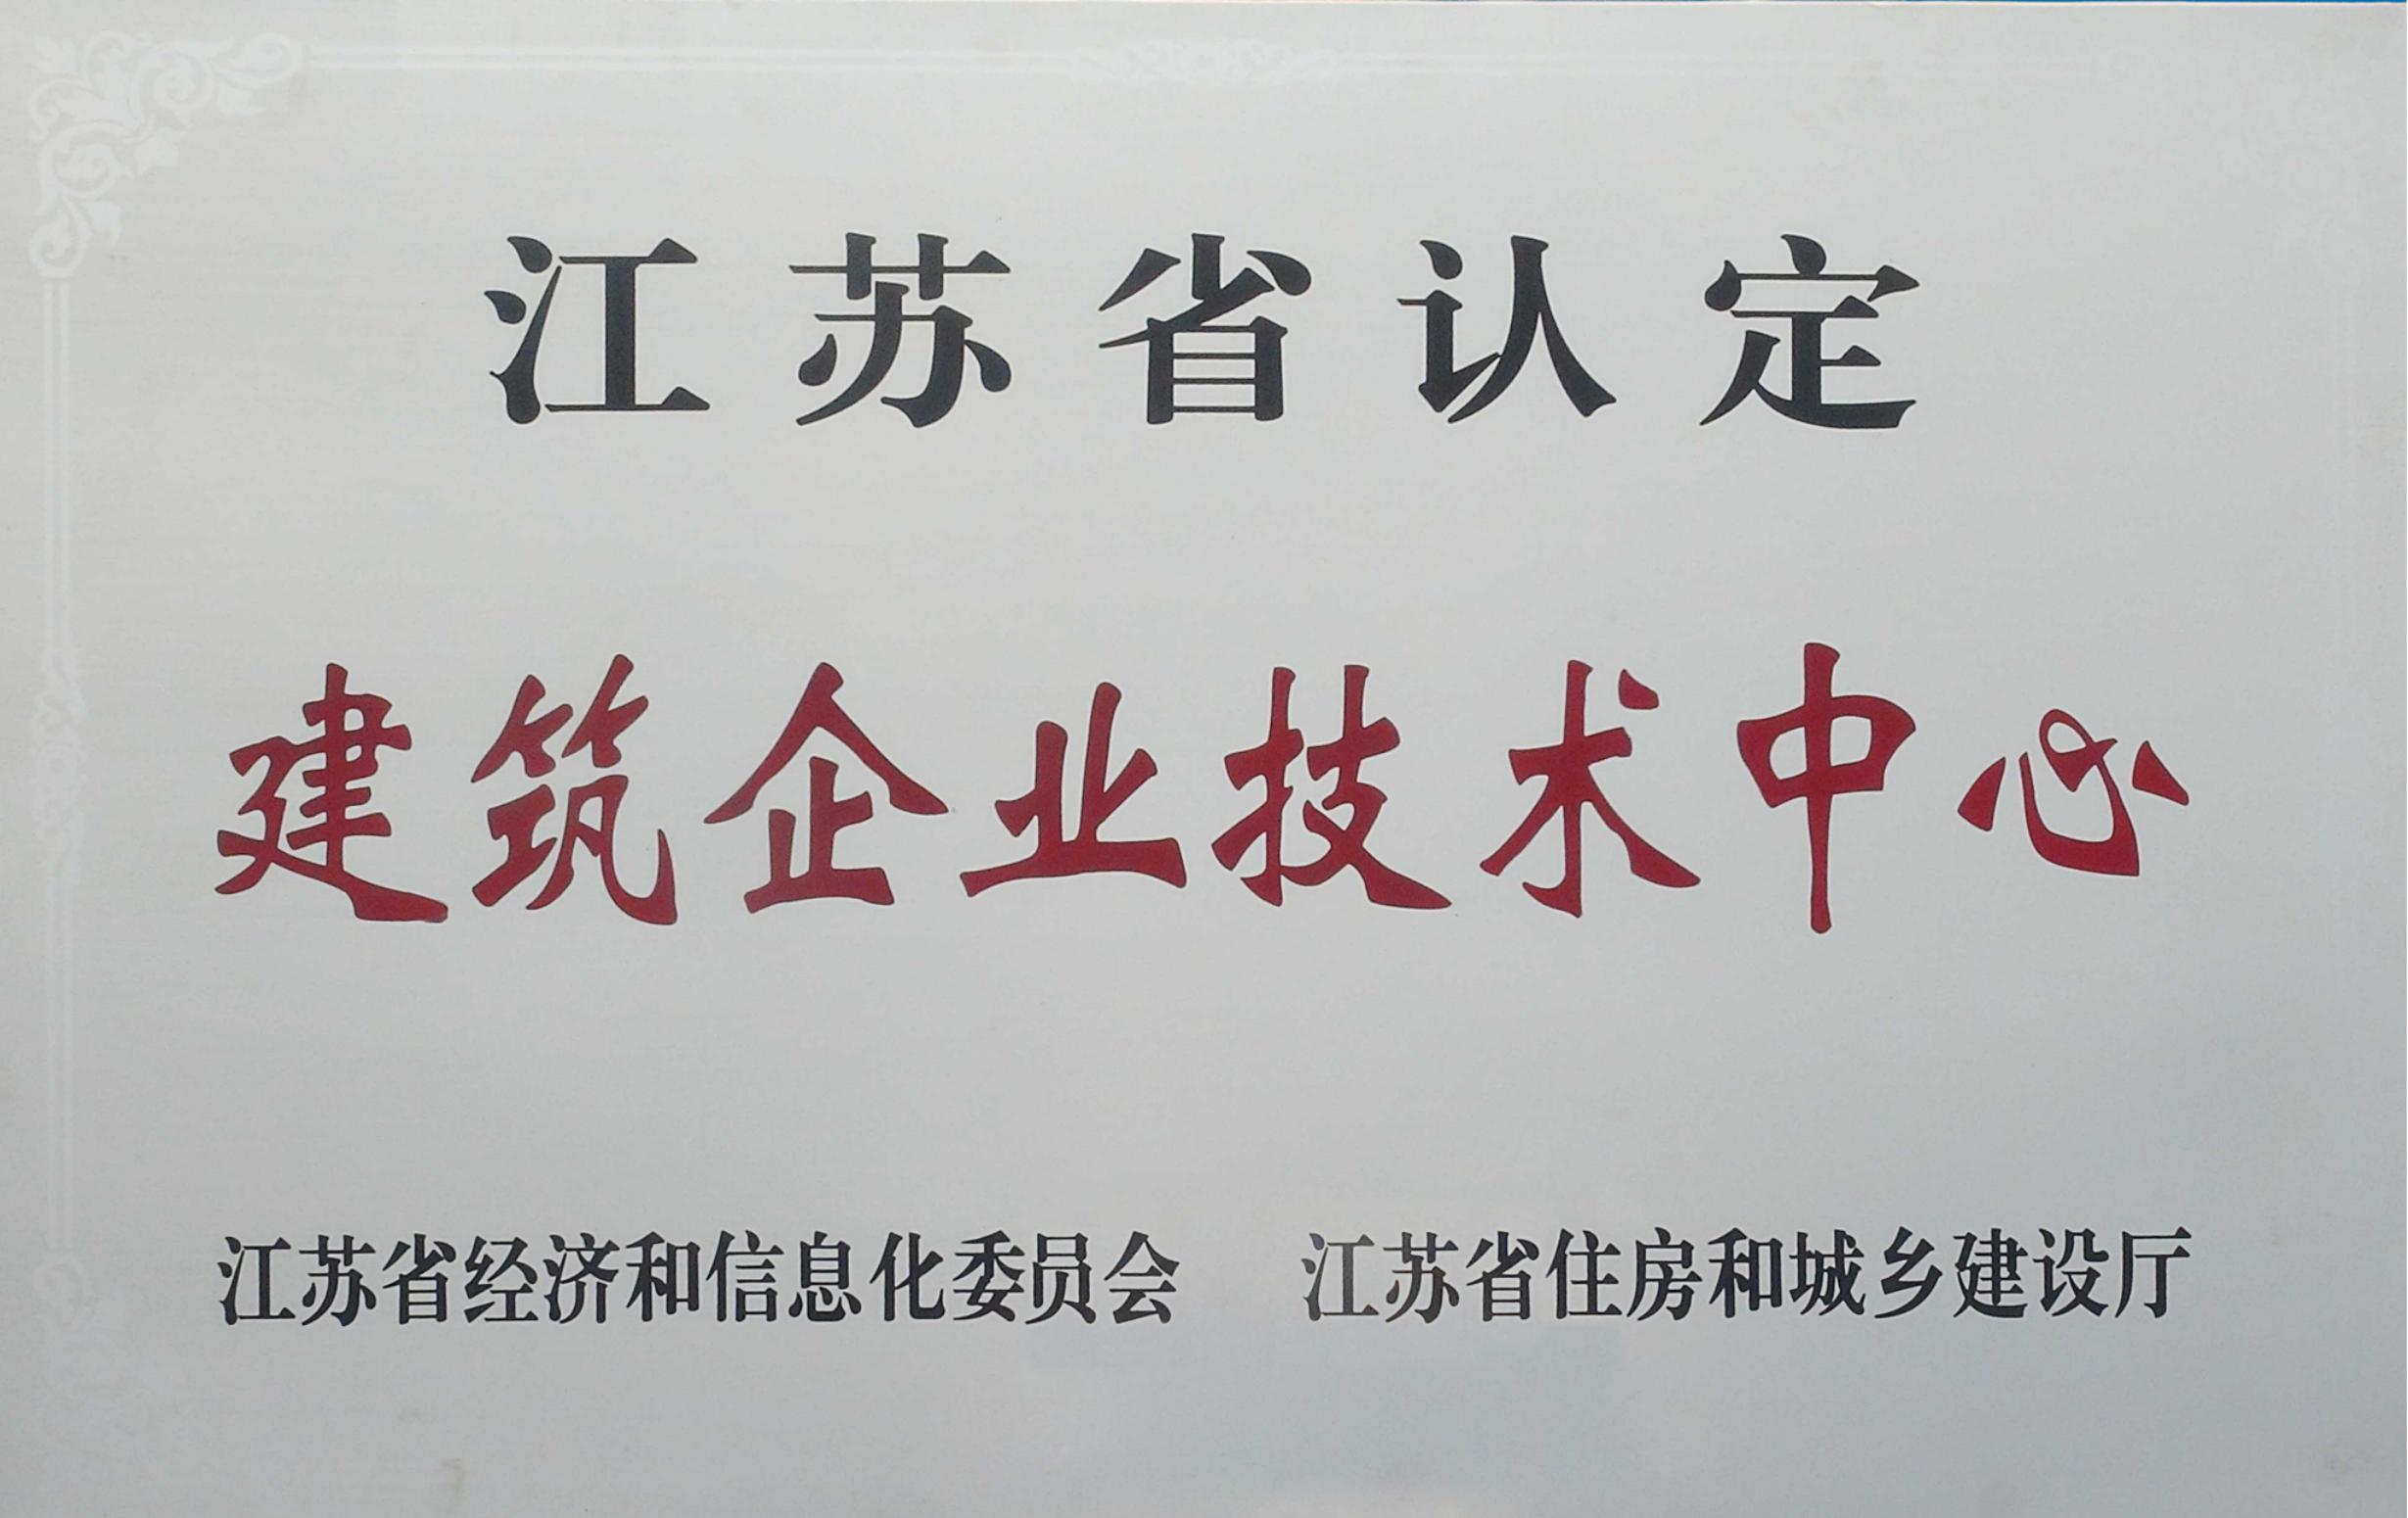 江苏省认定
建筑企业技术中心
江苏省经济和信息化委员会 江苏省住房和城乡建设厅